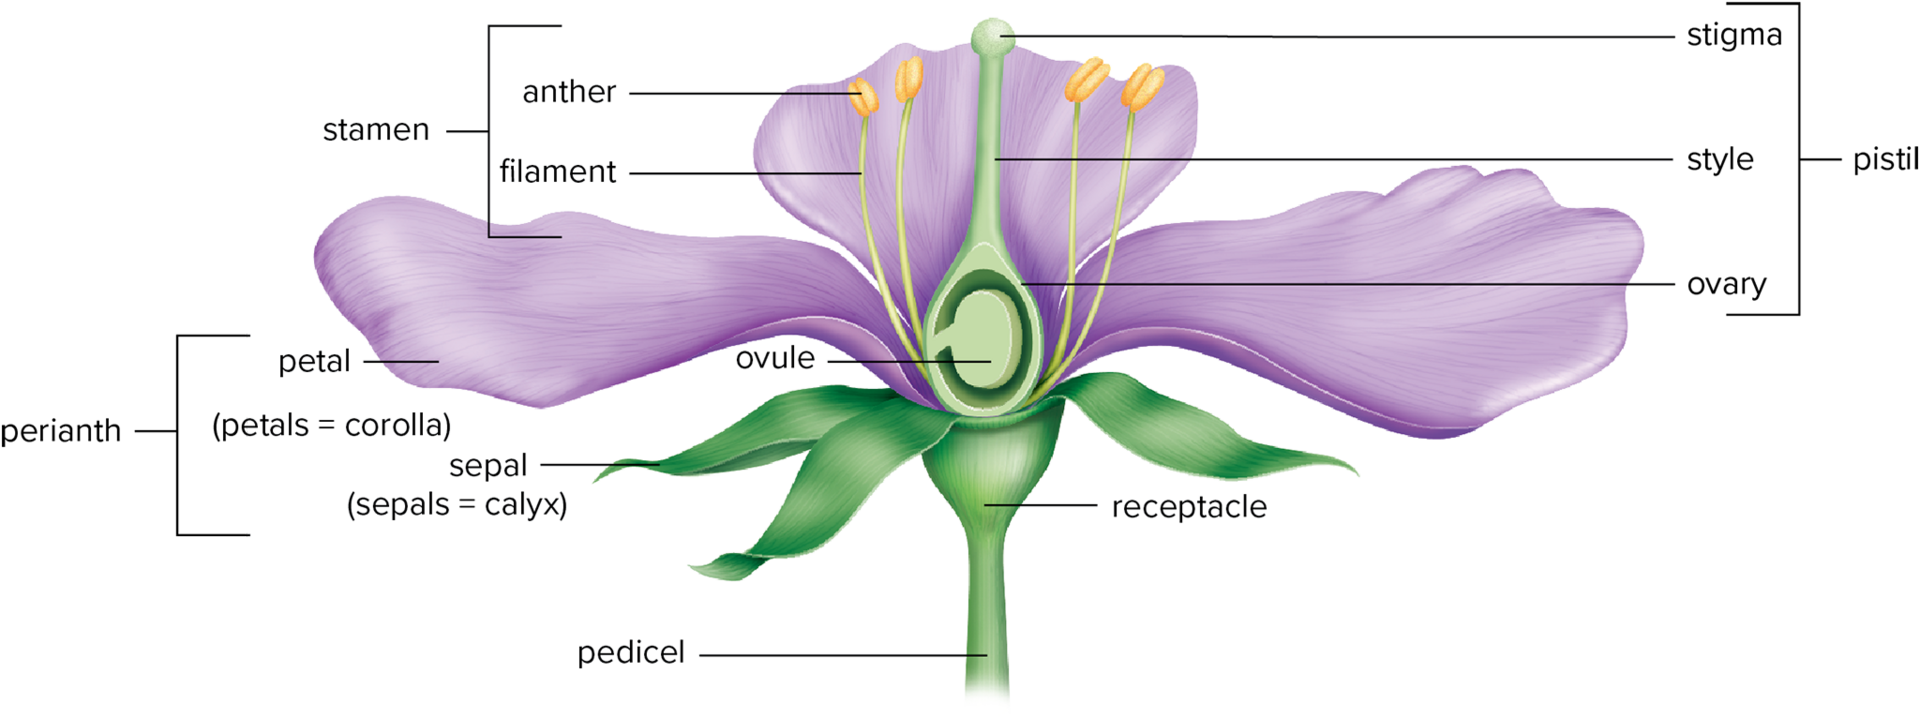 stigma
anther
stamen
filament
style
pistil
ovary
petal
ovule
perianth
(petals = corolla)
sepal
(sepals = calyx)
receptacle
pedicel